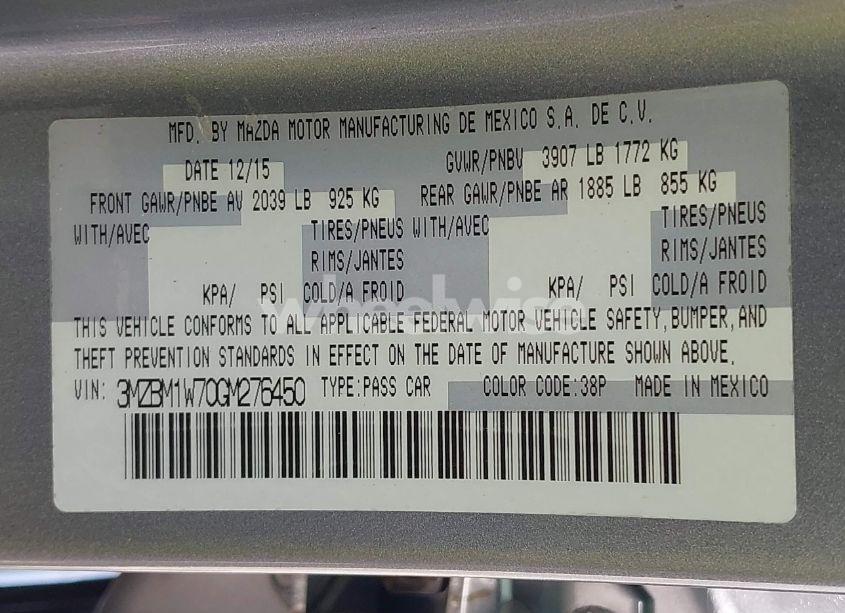 MFD. BY MAZDA MOTOR MANUFACTURING DE MEXICO S.A. DE C.V.
DATE 12/15 GVWR/PNBV 3907 LB 1772 KG
FRONT GAWR/PNBE AV 2039 LB 925 KG REAR GAWR/PNBE AR 1885 LB 855 KG
WITH/AVEC TIRES/PNEUS WITH/AVEC TIRES/PNEUS
RIMS/JANTES RIMS/JANTES
KPA/ PSI COLD/A FROID KPA/ PSI COLD/A FROID
wheelwise
THIS VEHICLE CONFORMS TO ALL APPLICABLE FEDERAL MOTOR VEHICLE SAFETY, BUMPER, AND
THEFT PREVENTION STANDARDS IN EFFECT ON THE DATE OF MANUFACTURE SHOWN ABOVE.
VIN: 3MZBM1W70GM276450 TYPE:PASS CAR COLOR CODE:38P MADE IN MEXICO